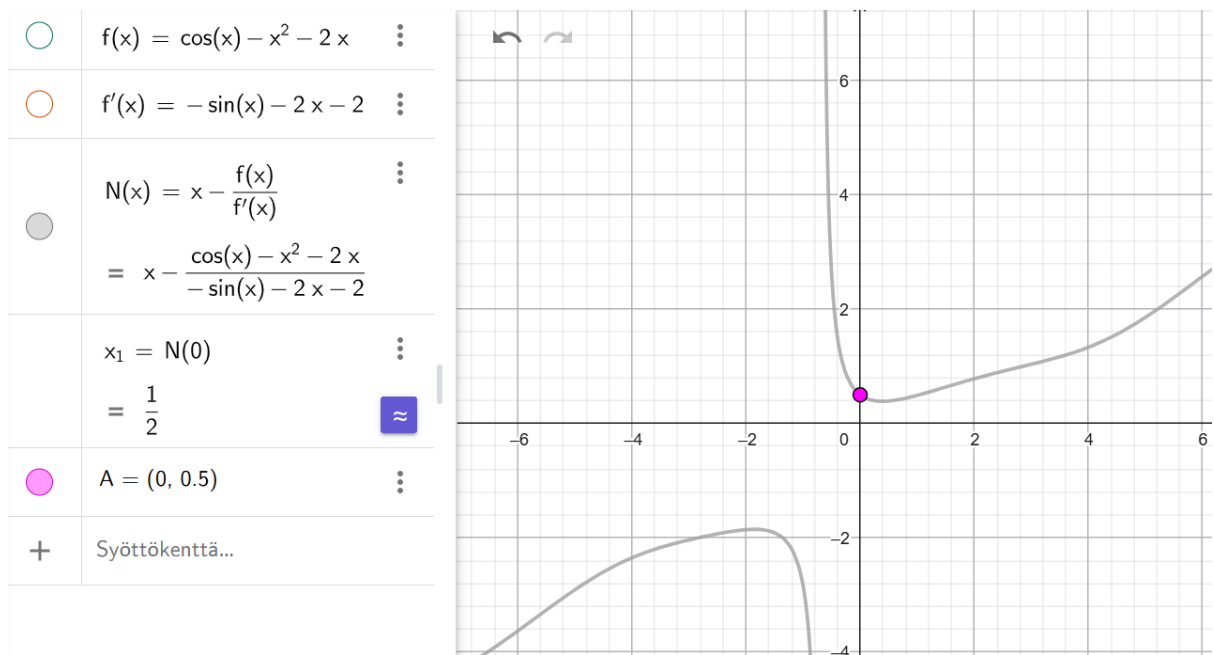 f(x) = cos(x) − x² − 2 x
f′(x) = − sin(x) − 2 x − 2
N(x) = x − f(x)/f′(x)
= x − (cos(x) − x² − 2 x)/(− sin(x) − 2 x − 2)
x₁ = N(0)
= 1/2
≈
A = (0, 0.5)
+ Syöttökenttä...
6
4
2
−6 −4 −2 0 2 4 6
−2
−4